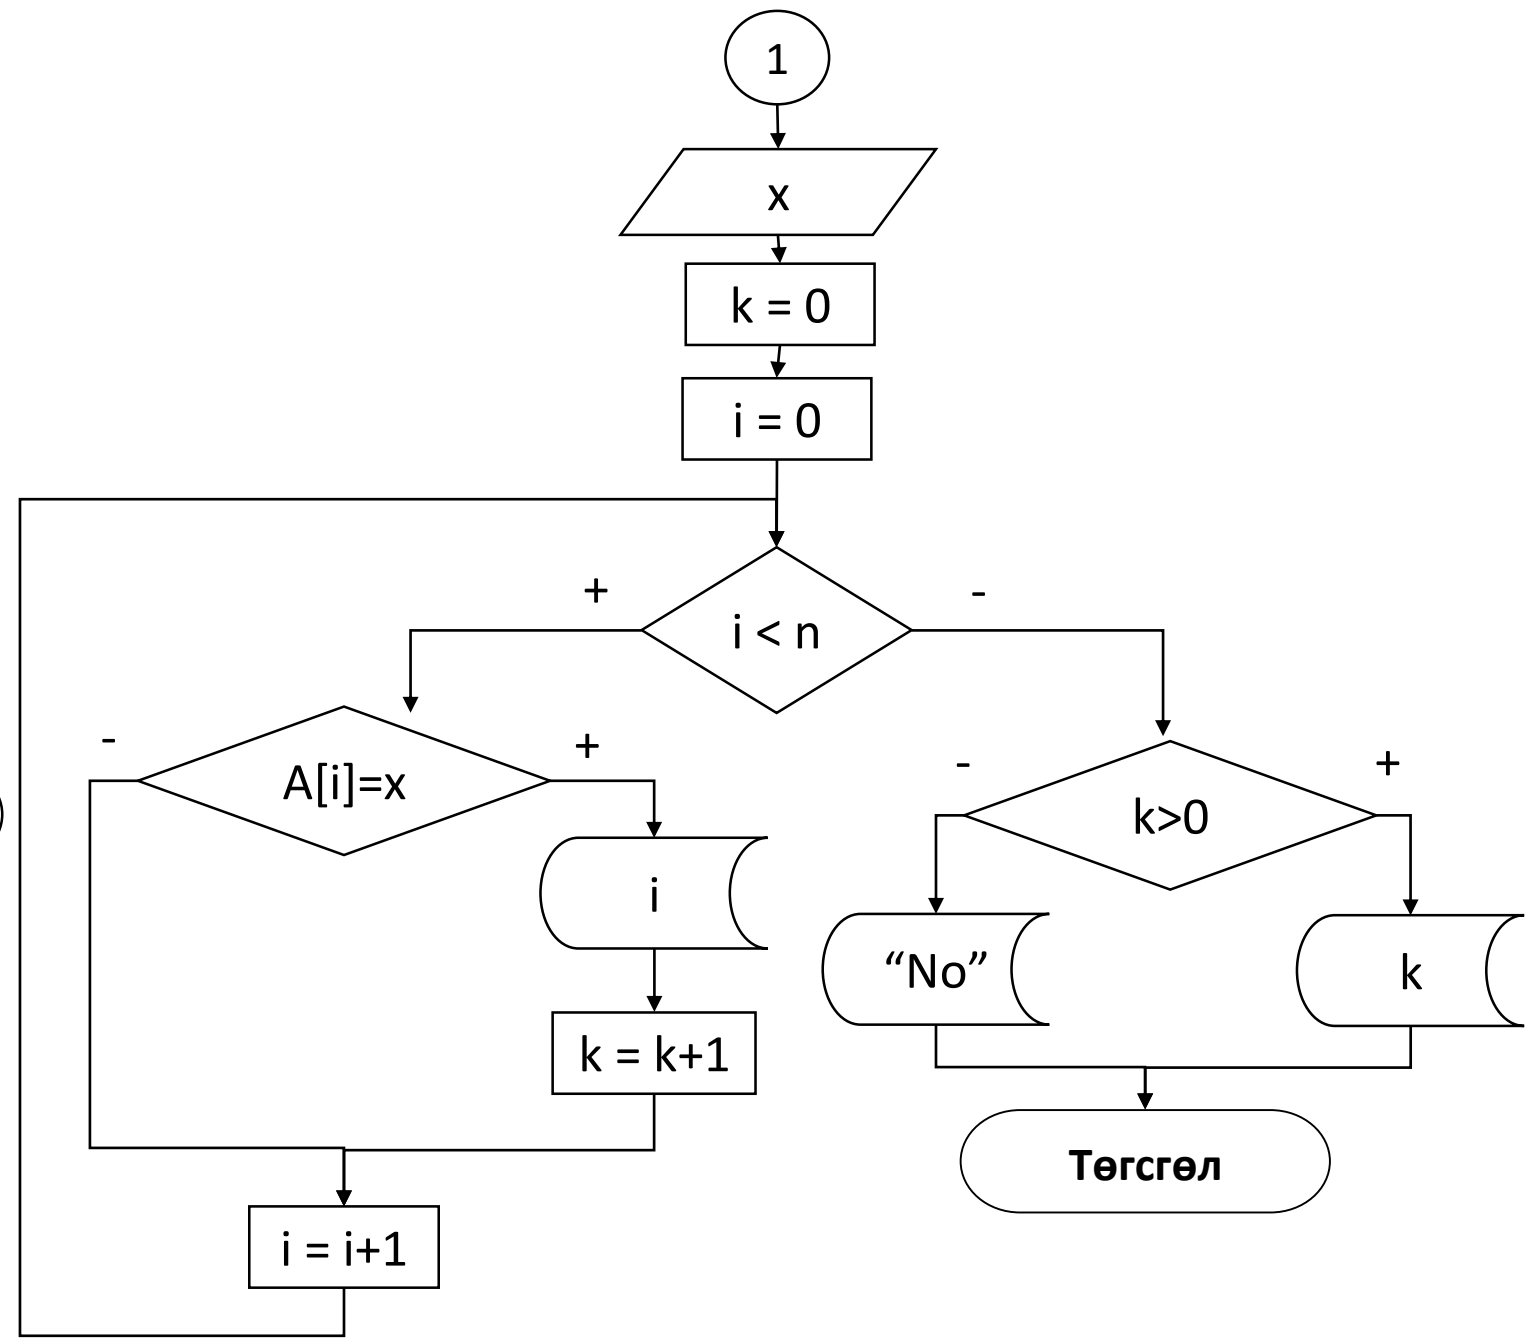 1
x
k = 0
i = 0
+
-
i < n
-
+
A[i]=x
-
+
k>0
i
“No”
k
k = k+1
Төгсгөл
i = i+1